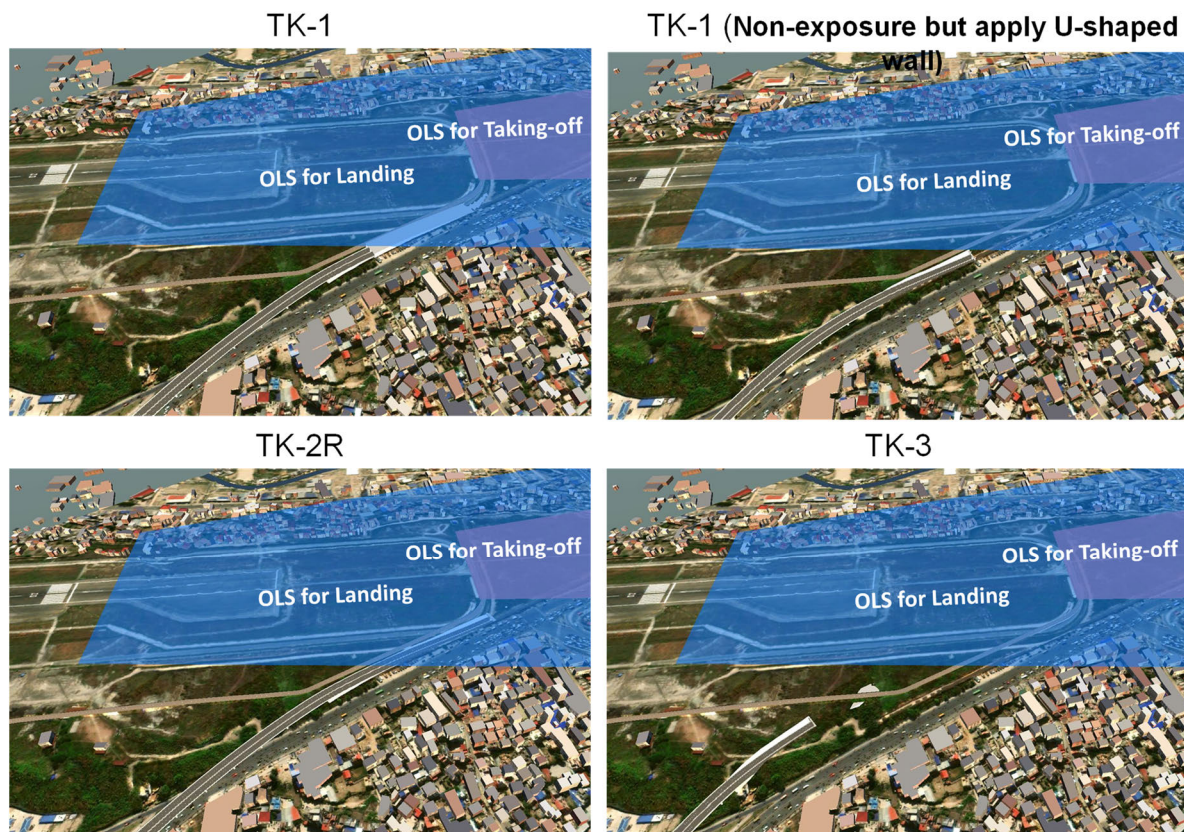 TK-1
TK-1 (Non-exposure but apply U-shaped
wall)
OLS for Taking-off
OLS for Landing
OLS for Taking-off
OLS for Landing
TK-2R
TK-3
OLS for Taking-off
OLS for Landing
OLS for Taking-off
OLS for Landing